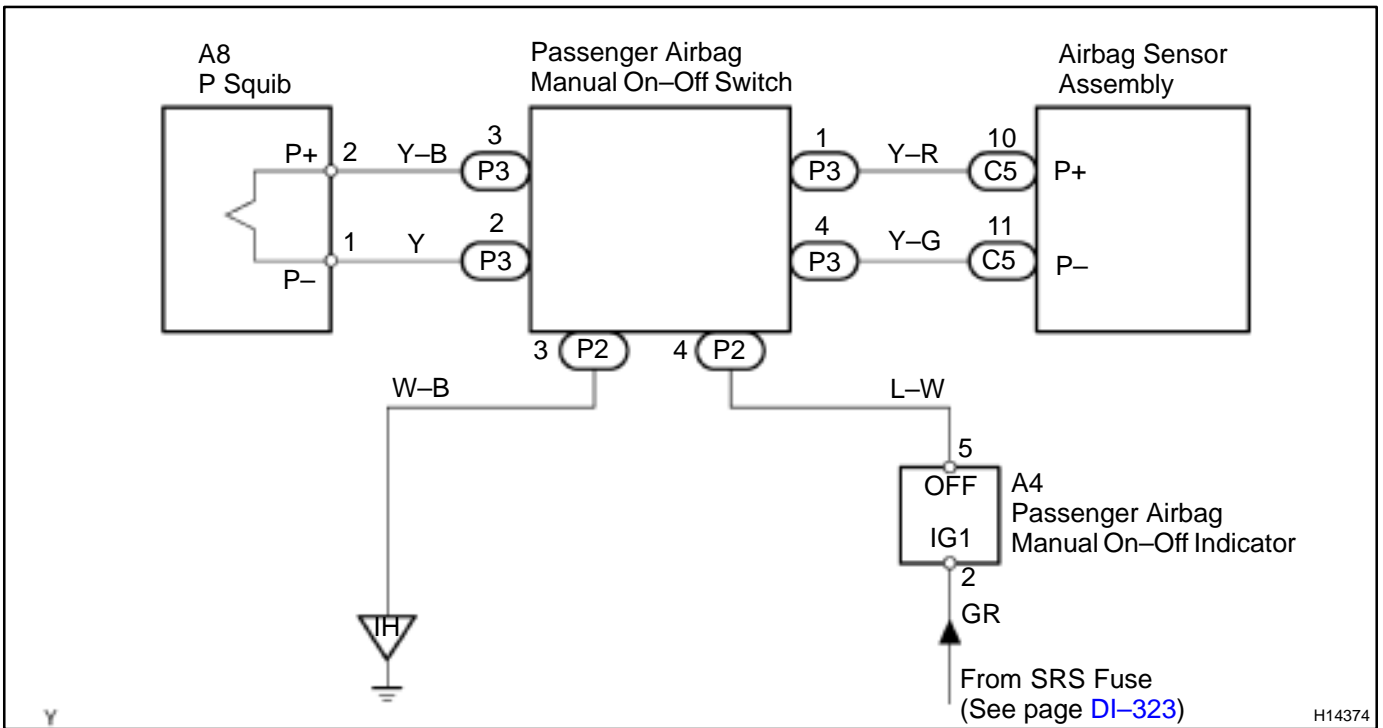 A8
P Squib
Passenger Airbag
Manual On–Off Switch
Airbag Sensor
Assembly
P+ 2 Y–B 3 P3
1 P3 Y–R 10 C5 P+
P– 1 Y 2 P3
4 P3 Y–G 11 C5 P–
3 P2 4 P2
W–B
L–W
5
OFF
IG1
2
A4
Passenger Airbag
Manual On–Off Indicator
GR
IH
From SRS Fuse
(See page DI–323)
Y
H14374